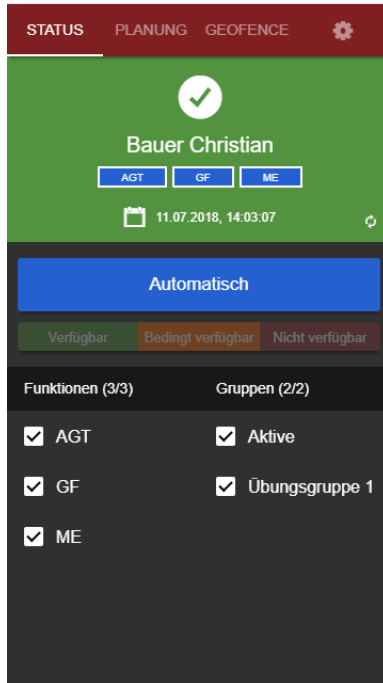 STATUS PLANUNG GEOFENCE
Bauer Christian
AGT GF ME
11.07.2018, 14:03:07
Automatisch
Verfügbar Bedingt verfügbar Nicht verfügbar
Funktionen (3/3) Gruppen (2/2)
AGT Aktive
GF Übungsgruppe 1
ME